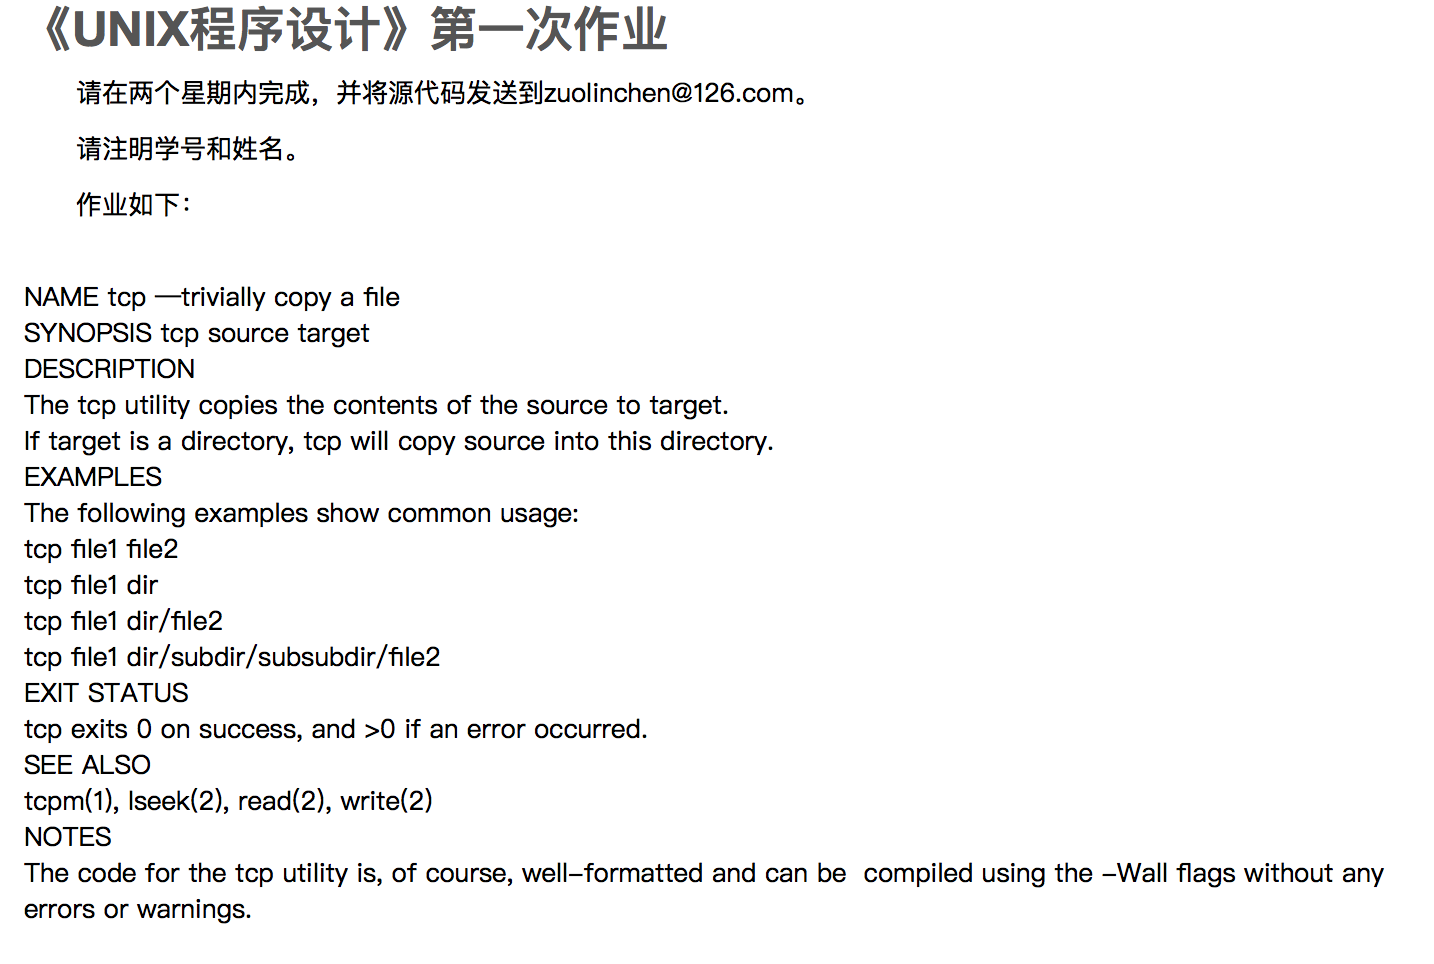 《UNIX程序设计》第一次作业
请在两个星期内完成，并将源代码发送到zuolinchen@126.com。
请注明学号和姓名。
作业如下：
NAME tcp —trivially copy a file
SYNOPSIS tcp source target
DESCRIPTION
The tcp utility copies the contents of the source to target.
If target is a directory, tcp will copy source into this directory.
EXAMPLES
The following examples show common usage:
tcp file1 file2
tcp file1 dir
tcp file1 dir/file2
tcp file1 dir/subdir/subsubdir/file2
EXIT STATUS
tcp exits 0 on success, and >0 if an error occurred.
SEE ALSO
tcpm(1), lseek(2), read(2), write(2)
NOTES
The code for the tcp utility is, of course, well-formatted and can be  compiled using the -Wall flags without any
errors or warnings.